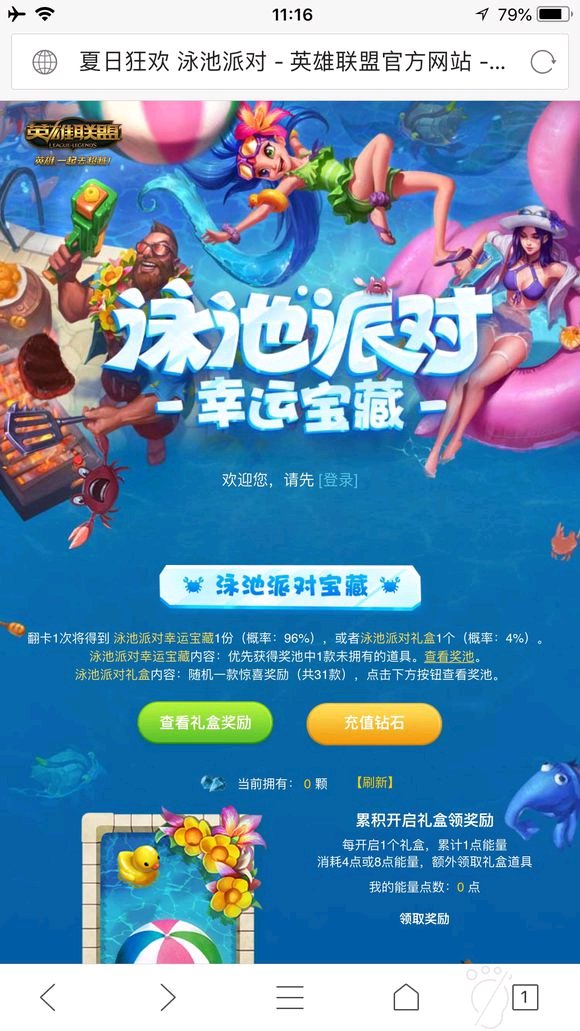 11:16
79%
夏日狂欢 泳池派对 - 英雄联盟官方网站 -...
英雄联盟
LEAGUE OF LEGENDS
英雄 一起去超越!
泳池派对
- 幸运宝藏 -
欢迎您，请先 [登录]
泳池派对宝藏
翻卡1次将得到 泳池派对幸运宝藏1份（概率：96%），或者泳池派对礼盒1个（概率：4%）。
泳池派对幸运宝藏内容：优先获得奖池中1款未拥有的道具。查看奖池。
泳池派对礼盒内容：随机一款惊喜奖励（共31款），点击下方按钮查看奖池。
查看礼盒奖励
充值钻石
当前拥有： 0 颗 【刷新】
累积开启礼盒领奖励
每开启1个礼盒，累计1点能量
消耗4点或8点能量，额外领取礼盒道具
我的能量点数：0 点
领取奖励
1